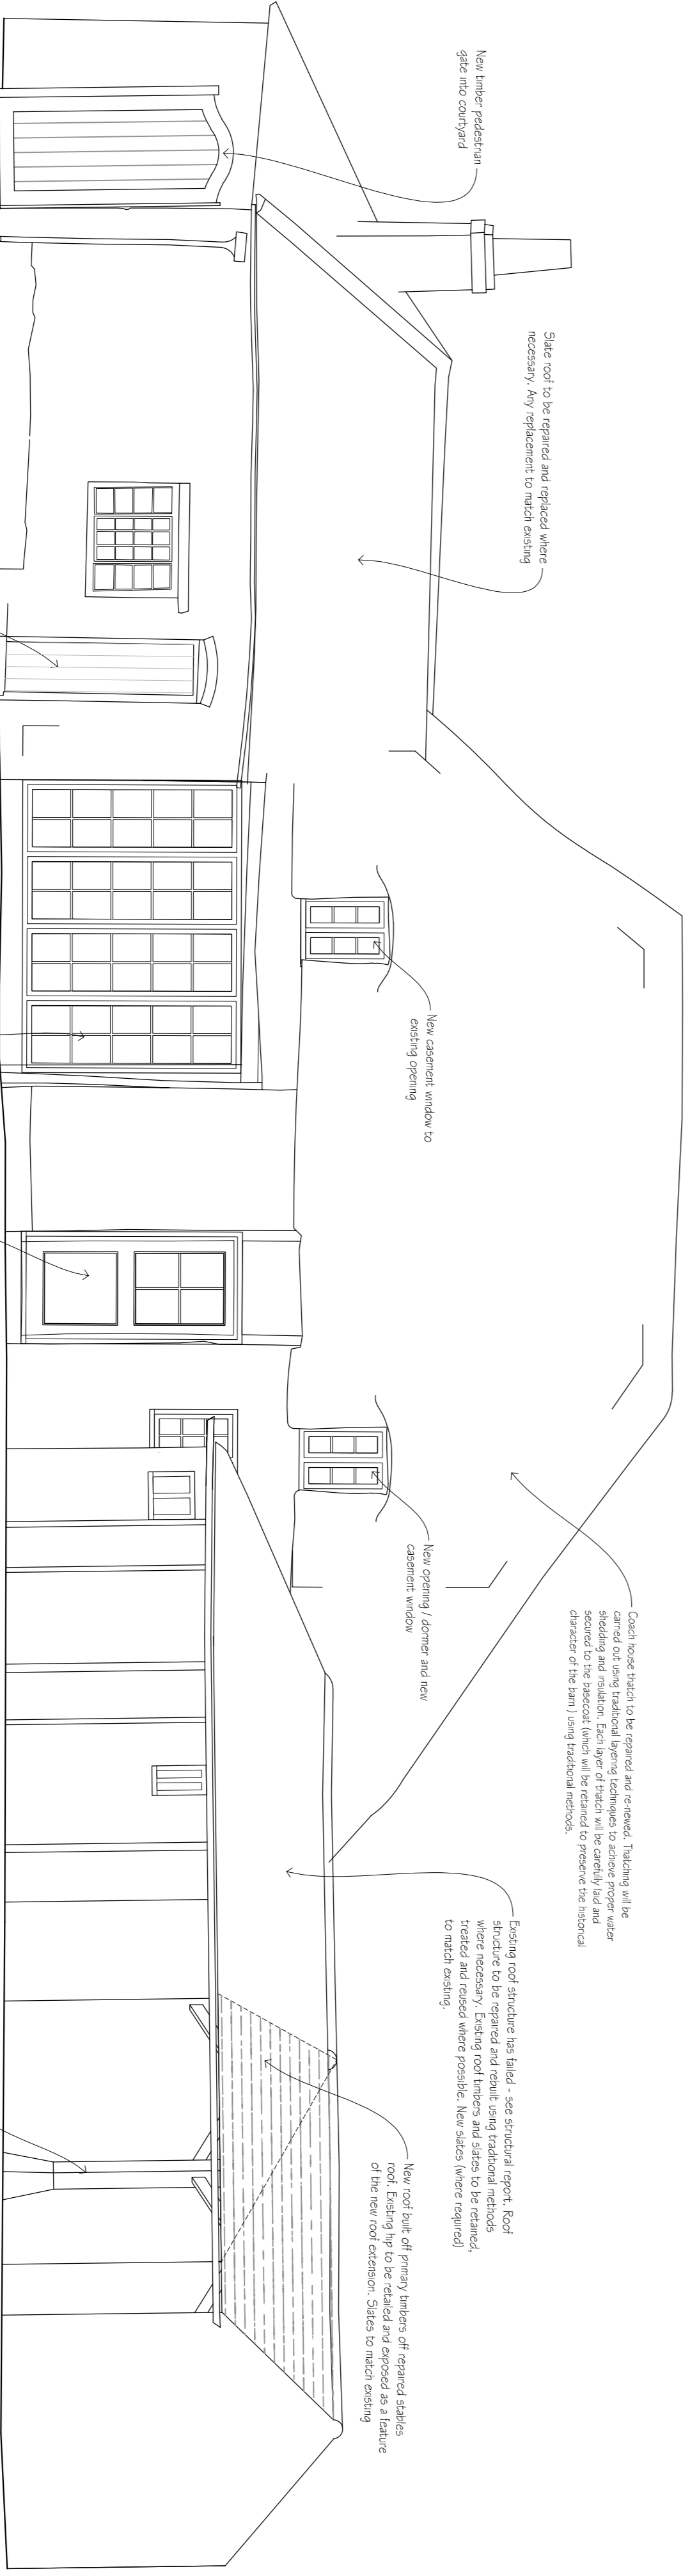 New timber pedestrian
gate into courtyard
Slate roof to be repaired and replaced where
necessary. Any replacement to match existing
New casement window to
existing opening
New opening / dormer and new
casement window
Coach house thatch to be repaired and re-newed. Thatching will be
carried out using traditional layering techniques to achieve proper water
shedding and insulation. Each layer of thatch will be carefully laid and
secured to the basecoat (which will be retained to preserve the historical
character of the barn ) using traditional methods.
Existing roof structure has failed - see structural report. Roof
structure to be repaired and rebuilt using traditional methods
where necessary. Existing roof timbers and slates to be retained,
treated and reused where possible. New slates (where required)
to match existing.
New roof built off primary timbers off repaired stables
roof. Existing hip to be retailed and exposed as a feature
of the new roof extension. Slates to match existing